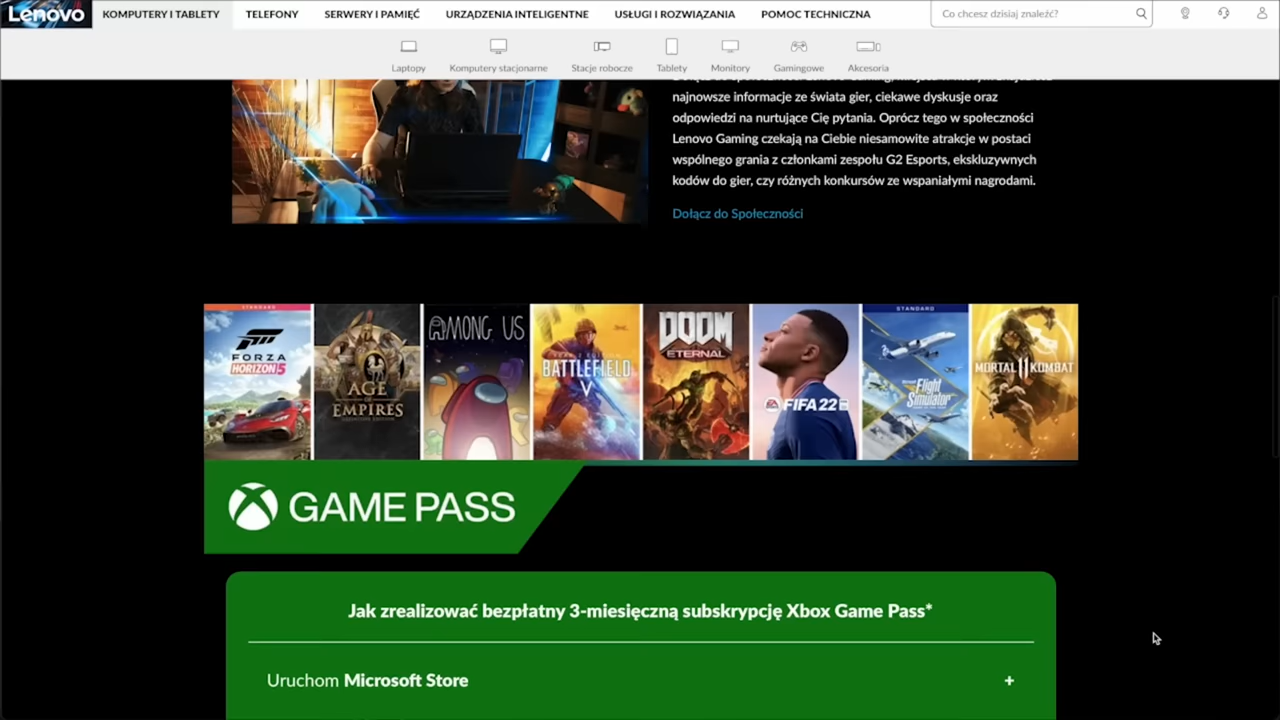 Lenovo
KOMPUTERY I TABLETY
TELEFONY
SERWERY I PAMIĘĆ
URZĄDZENIA INTELIGENTNE
USŁUGI I ROZWIĄZANIA
POMOC TECHNICZNA
Co chcesz dzisiaj znaleźć?
Laptopy
Komputery stacjonarne
Stacje robocze
Tablety
Monitory
Gamingowe
Akcesoria
najnowsze informacje ze świata gier, ciekawe dyskusje oraz
odpowiedzi na nurtujące Cię pytania. Oprócz tego w społeczności
Lenovo Gaming czekają na Ciebie niesamowite atrakcje w postaci
wspólnego grania z członkami zespołu G2 Esports, ekskluzywnych
kodów do gier, czy różnych konkursów ze wspaniałymi nagrodami.
Dołącz do Społeczności
STANDARD
FORZA
HORIZON 5
AGE
OF
EMPIRES
DEFINITIVE EDITION
AMONG US
BATTLEFIELD
V
DOOM
ETERNAL
FIFA 22
STANDARD
Flight
Simulator
MORTAL 11 KOMBAT
GAME PASS
Jak zrealizować bezpłatny 3-miesięczną subskrypcję Xbox Game Pass*
Uruchom Microsoft Store
+